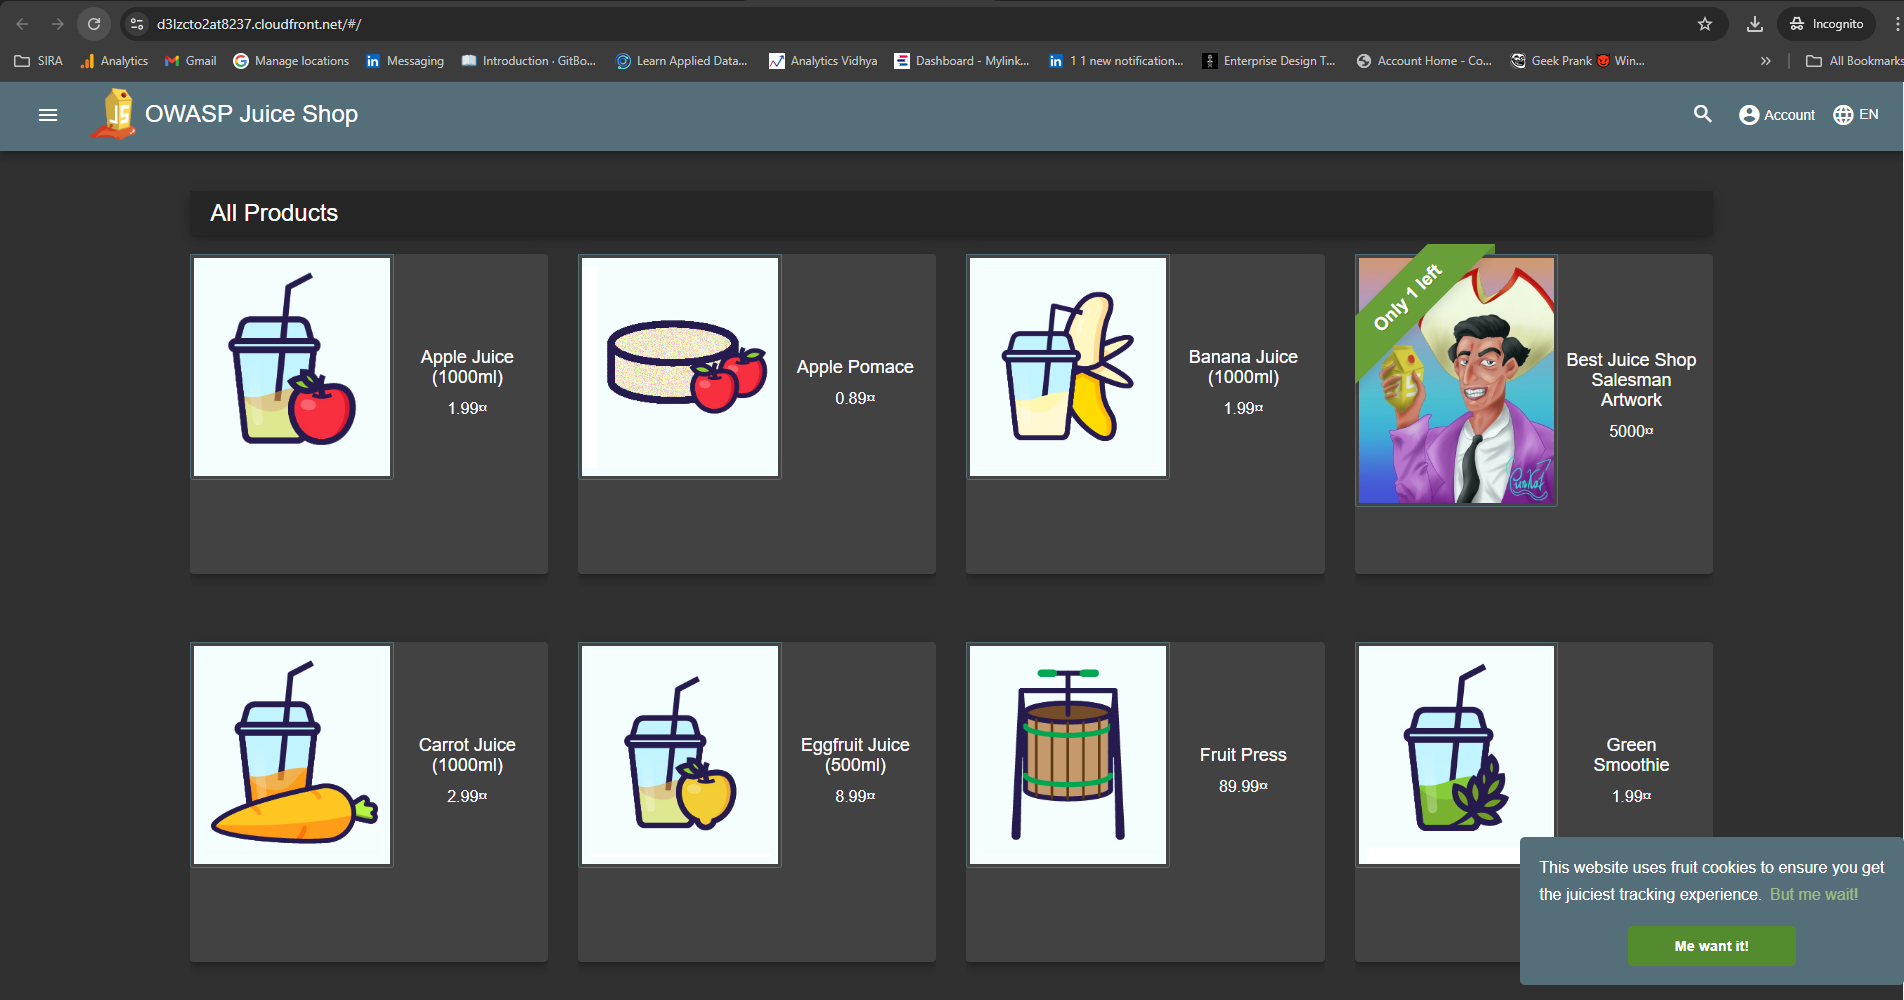 d3lzcto2at8237.cloudfront.net/#/
Incognito
SIRA
Analytics
Gmail
Manage locations
Messaging
Introduction · GitBo...
Learn Applied Data...
Analytics Vidhya
Dashboard - Mylink...
1 1 new notification...
Enterprise Design T...
Account Home - Co...
Geek Prank 😈 Win...
»
All Bookmarks
JS
OWASP Juice Shop
Account
EN
All Products
Apple Juice
(1000ml)
1.99¤
Apple Pomace
0.89¤
Banana Juice
(1000ml)
1.99¤
Only 1 left
Best Juice Shop
Salesman
Artwork
5000¤
Carrot Juice
(1000ml)
2.99¤
Eggfruit Juice
(500ml)
8.99¤
Fruit Press
89.99¤
Green
Smoothie
1.99¤
This website uses fruit cookies to ensure you get
the juiciest tracking experience. But me wait!
Me want it!